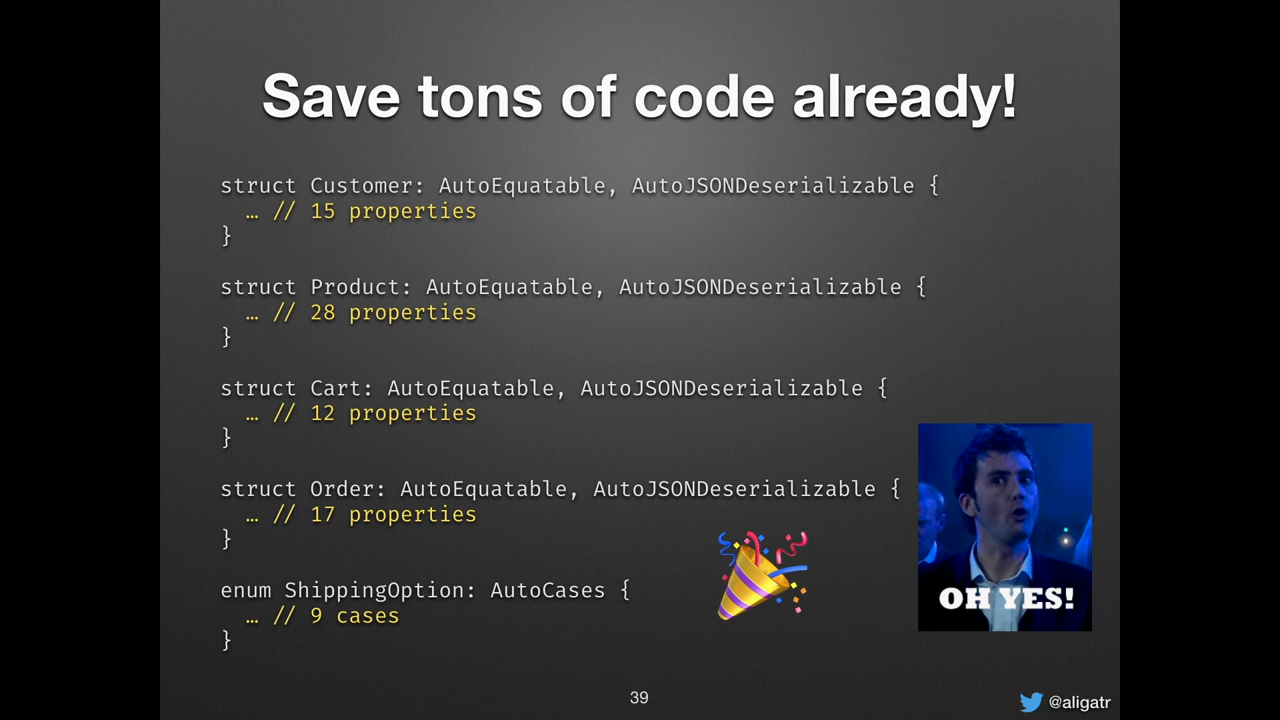 Save tons of code already!
struct Customer: AutoEquatable, AutoJSONDeserializable {
… // 15 properties
}
struct Product: AutoEquatable, AutoJSONDeserializable {
… // 28 properties
}
struct Cart: AutoEquatable, AutoJSONDeserializable {
… // 12 properties
}
struct Order: AutoEquatable, AutoJSONDeserializable {
… // 17 properties
}
enum ShippingOption: AutoCases {
… // 9 cases
}
OH YES!
39
@aligatr